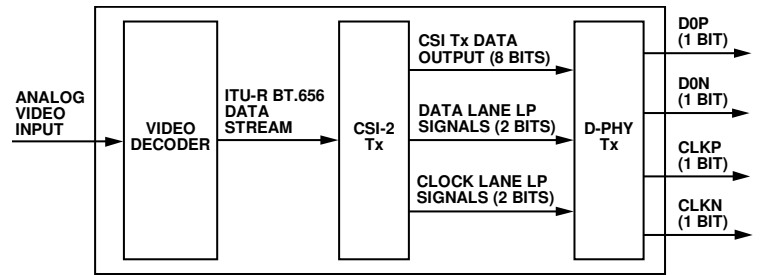 ANALOG
VIDEO
INPUT
VIDEO
DECODER
ITU-R BT.656
DATA
STREAM
CSI-2
Tx
CSI Tx DATA
OUTPUT (8 BITS)
DATA LANE LP
SIGNALS (2 BITS)
CLOCK LANE LP
SIGNALS (2 BITS)
D-PHY
Tx
D0P
(1 BIT)
D0N
(1 BIT)
CLKP
(1 BIT)
CLKN
(1 BIT)